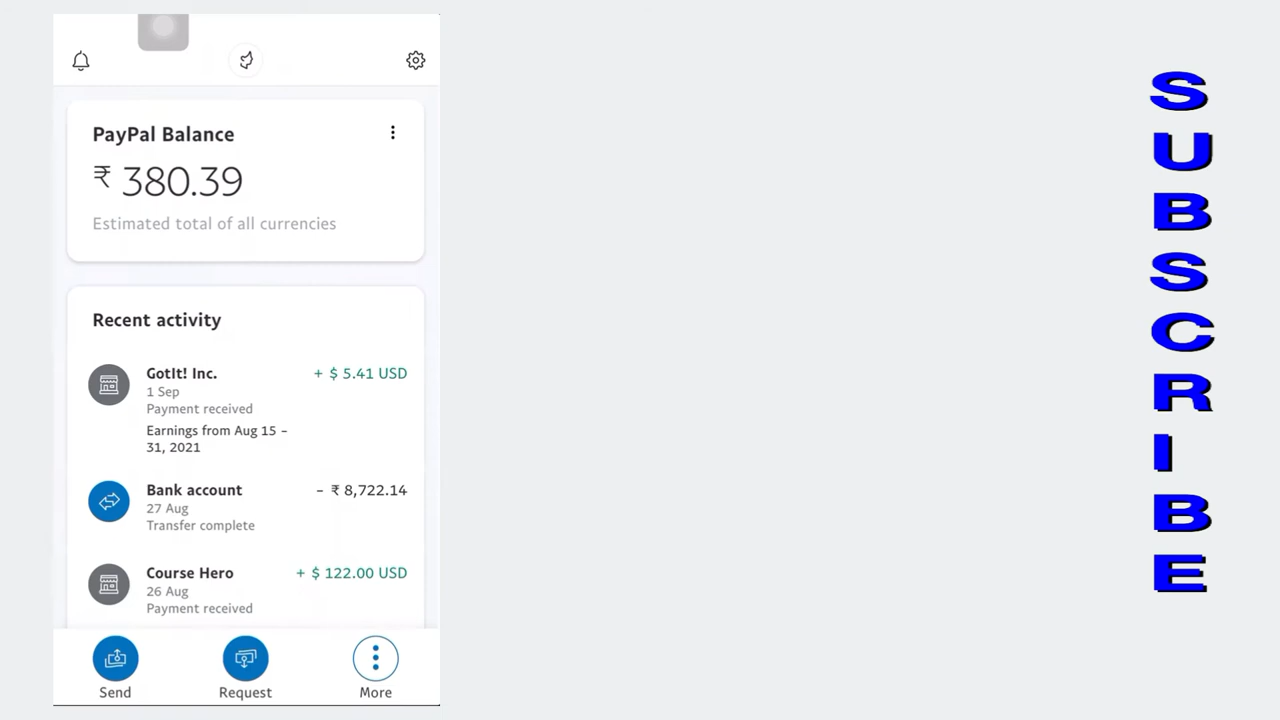 PayPal Balance
₹ 380.39
Estimated total of all currencies
Recent activity
GotIt! Inc. + $ 5.41 USD
1 Sep
Payment received
Earnings from Aug 15 –
31, 2021
Bank account - ₹ 8,722.14
27 Aug
Transfer complete
Course Hero + $ 122.00 USD
26 Aug
Payment received
Send Request More
SUBSCRIBE